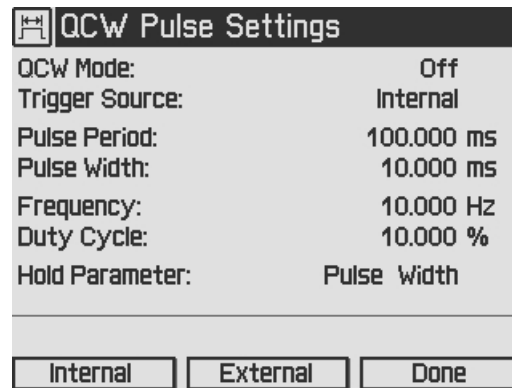 QCW Pulse Settings
QCW Mode: Off
Trigger Source: Internal
Pulse Period: 100.000 ms
Pulse Width: 10.000 ms
Frequency: 10.000 Hz
Duty Cycle: 10.000 %
Hold Parameter: Pulse Width
Internal External Done